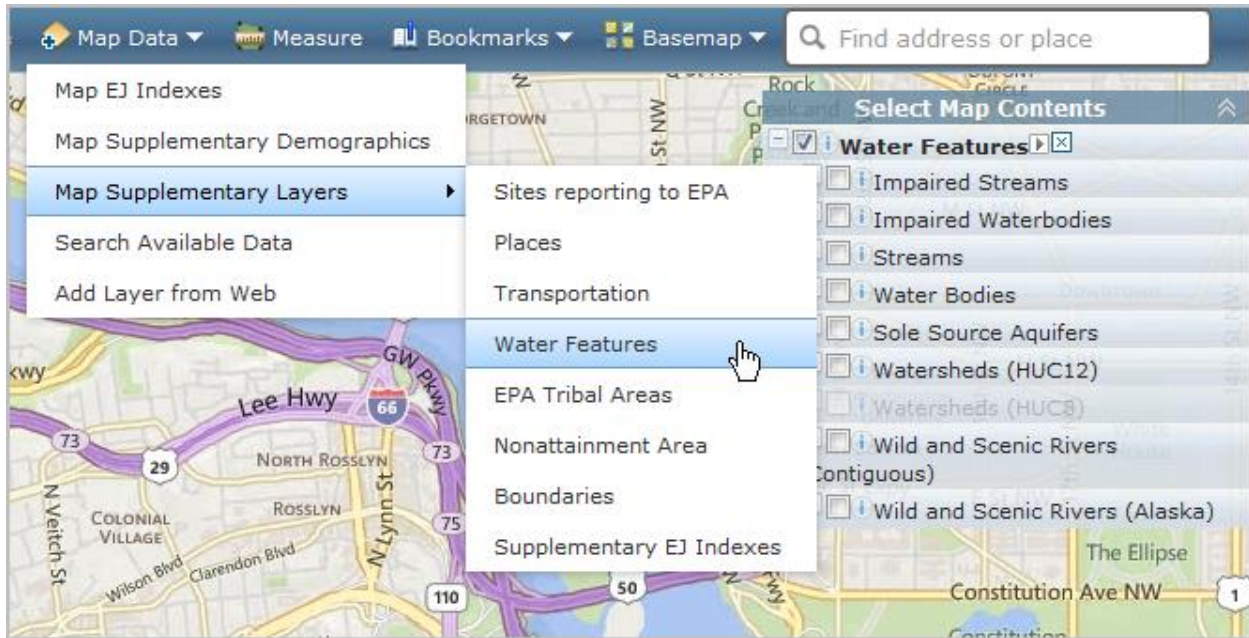 Map Data
Measure
Bookmarks
Basemap
Find address or place
Map EJ Indexes
Map Supplementary Demographics
Map Supplementary Layers
Search Available Data
Add Layer from Web
Sites reporting to EPA
Places
Transportation
Water Features
EPA Tribal Areas
Nonattainment Area
Boundaries
Supplementary EJ Indexes
Select Map Contents
Water Features
Impaired Streams
Impaired Waterbodies
Streams
Water Bodies
Sole Source Aquifers
Watersheds (HUC12)
Watersheds (HUC8)
Wild and Scenic Rivers
Contiguous)
Wild and Scenic Rivers (Alaska)
Rock
St NW
GW Pkwy
Lee Hwy
66
73
29
NORTH ROSSLYN
73
N Veitch St
COLONIAL
VILLAGE
ROSSLYN
N Lynn St
75
Wilson Blvd
Clarendon Blvd
110
50
The Ellipse
Constitution Ave NW
1
Constitution